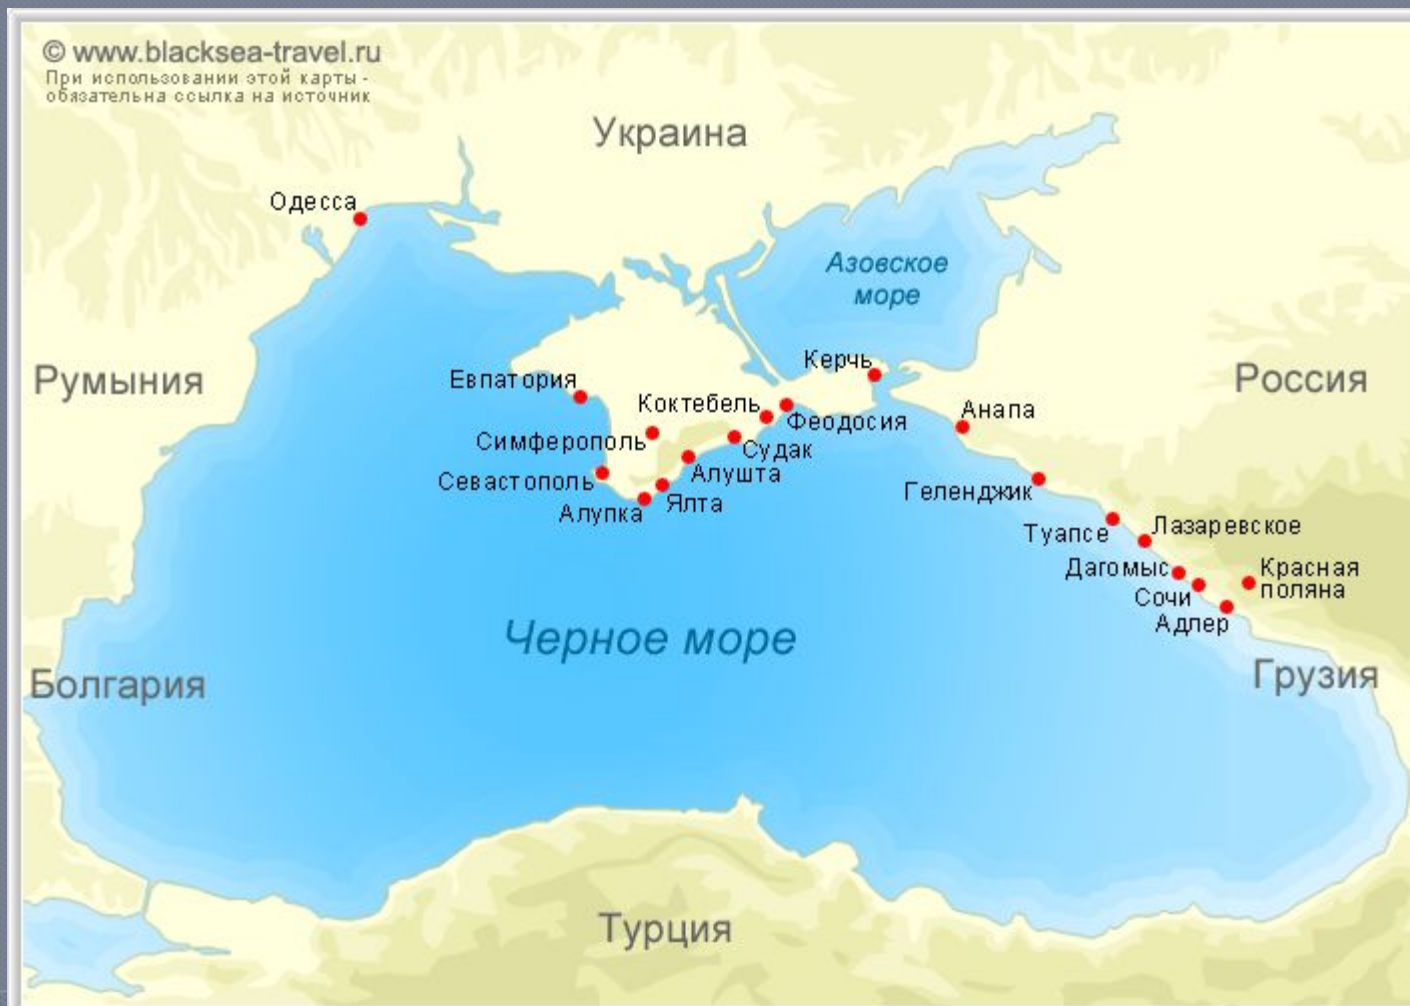 © www.blacksea-travel.ru
При использовании этой карты -
обязательна ссылка на источник
Украина
Одесса
Азовское
море
Румыния
Керчь
Россия
Евпатория
Коктебель
Феодосия
Анапа
Симферополь
Судак
Севастополь
Алушта
Геленджик
Алупка
Ялта
Туапсе
Лазаревское
Дагомыс
Красная
поляна
Сочи
Адлер
Черное море
Болгария
Грузия
Турция